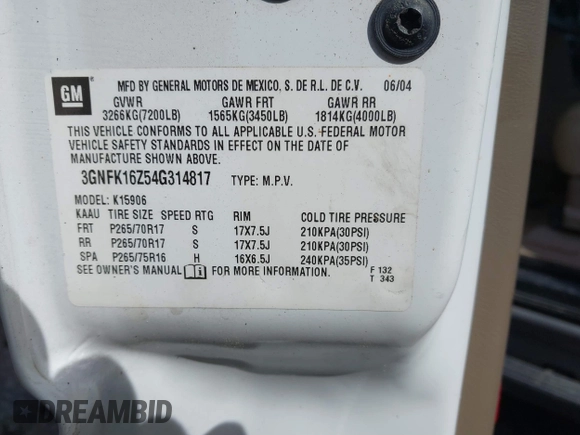 GM
MFD BY GENERAL MOTORS DE MEXICO, S. DE R.L. DE C.V. 06/04
GVWR GAWR FRT GAWR RR
3266KG(7200LB) 1565KG(3450LB) 1814KG(4000LB)
THIS VEHICLE CONFORMS TO ALL APPLICABLE U.S. FEDERAL MOTOR
VEHICLE SAFETY STANDARDS IN EFFECT ON THE DATE OF
MANUFACTURE SHOWN ABOVE.
3GNFK16Z54G314817 TYPE: M.P.V.
MODEL: K15906
KAAU TIRE SIZE SPEED RTG RIM COLD TIRE PRESSURE
FRT P265/70R17 S 17X7.5J 210KPA(30PSI)
RR P265/70R17 S 17X7.5J 210KPA(30PSI)
SPA P265/75R16 H 16X6.5J 240KPA(35PSI)
SEE OWNER'S MANUAL FOR MORE INFORMATION. F 132
T 343
DREAMBID